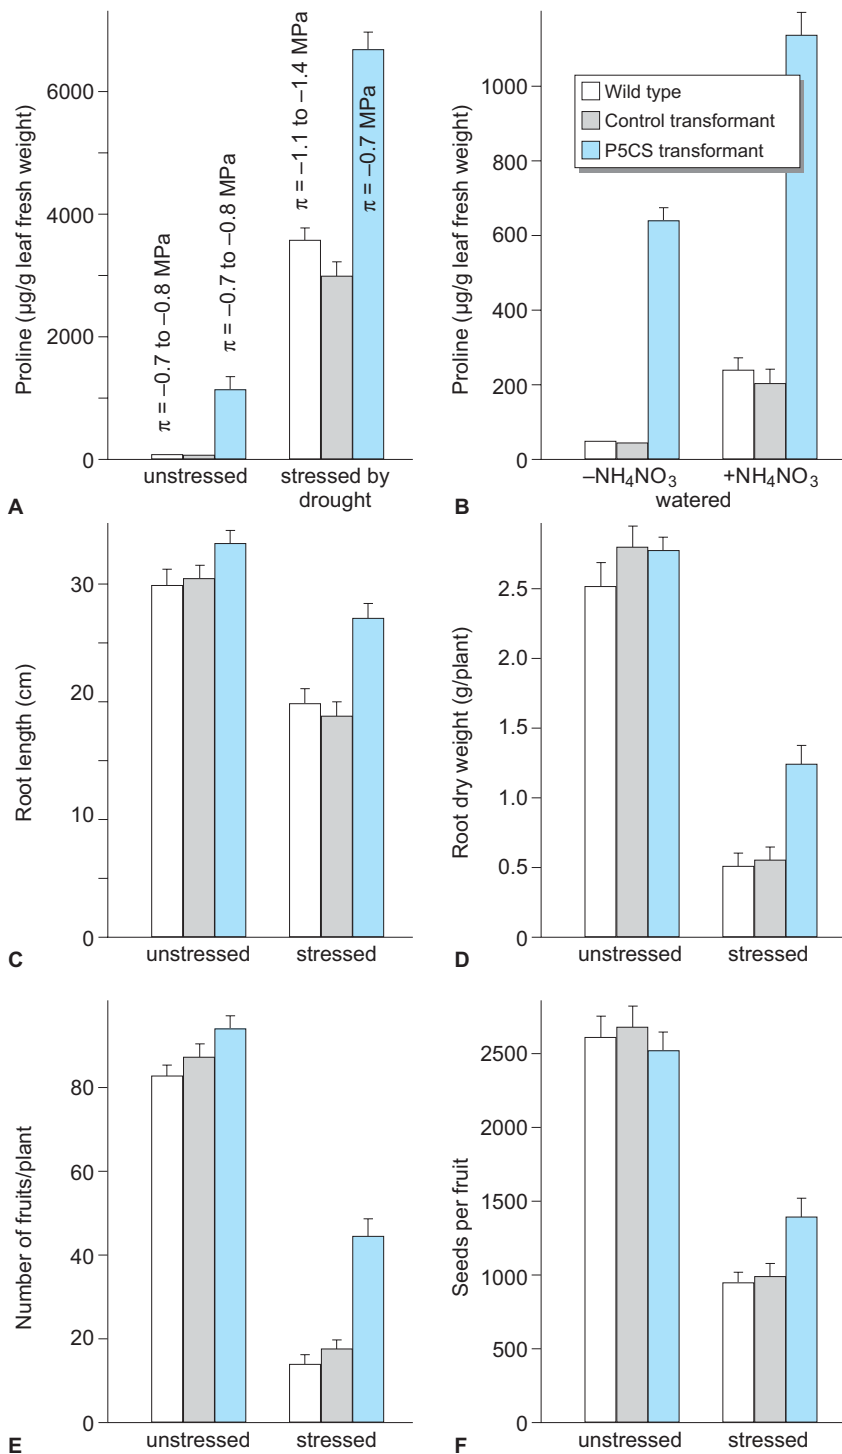 Proline (µg/g leaf fresh weight)
6000
4000
2000
0
π = –0.7 to –0.8 MPa
π = –0.7 to –0.8 MPa
π = –1.1 to –1.4 MPa
π = –0.7 MPa
unstressed
stressed by
drought
A
Proline (µg/g leaf fresh weight)
1000
800
600
400
200
0
Wild type
Control transformant
P5CS transformant
–NH₄NO₃
+NH₄NO₃
watered
B
Root length (cm)
30
20
10
0
unstressed
stressed
C
Root dry weight (g/plant)
2.5
2.0
1.5
1.0
0.5
0
unstressed
stressed
D
Number of fruits/plant
80
60
40
20
0
unstressed
stressed
E
Seeds per fruit
2500
2000
1500
1000
500
0
unstressed
stressed
F